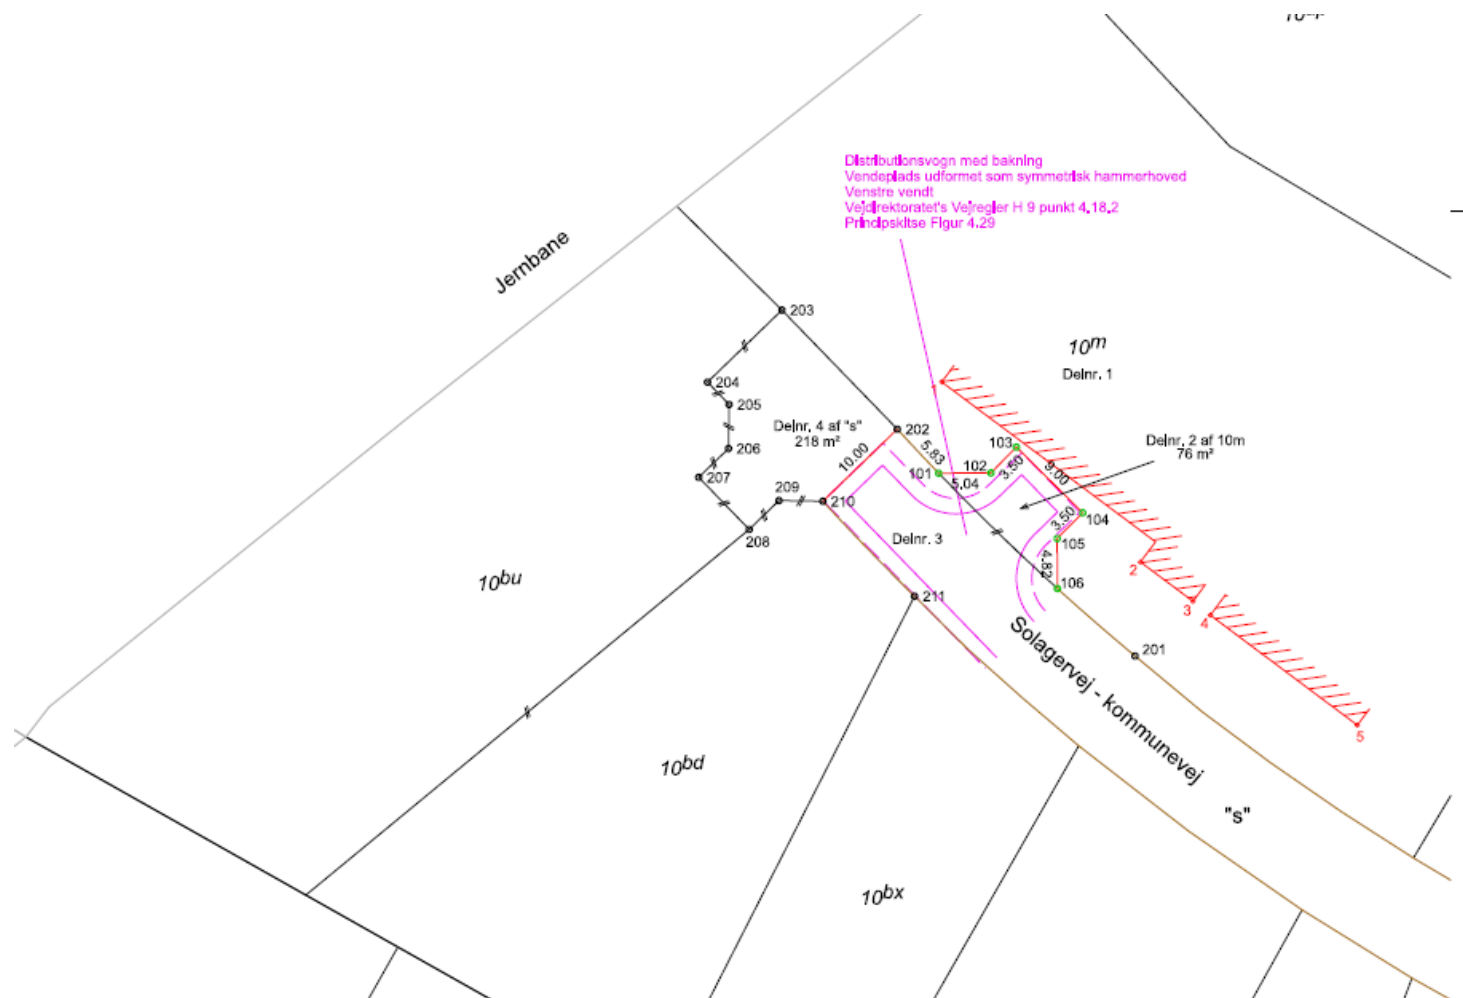 Distributionsvogn med bakning
Vendeplads udformet som symmetrisk hammerhoved
Venstre vendt
Vejdirektoratet's Vejregler H 9 punkt 4.18.2
Principskitse Figur 4.29
Jernbane
203
10m
Delnr. 1
204
205
1
Delnr. 4 af "s"
218 m²
202
206
103
Delnr. 2 af 10m
76 m²
5.83
10.00
102
3.50
9.00
207
101
5.04
209
210
104
3.50
208
Delnr. 3
105
2
10bu
4.82
106
211
3
4
Solagervej - kommunevej
201
5
10bd
"s"
10bx